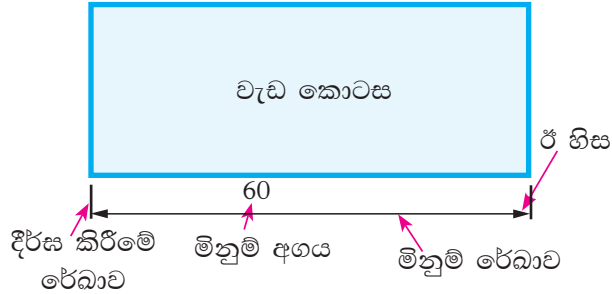 වැඩ කොටස
ඊ හිස
60
දීර්ඝ කිරීමේ
රේඛාව
මිනුම් අගය
මිනුම් රේඛාව